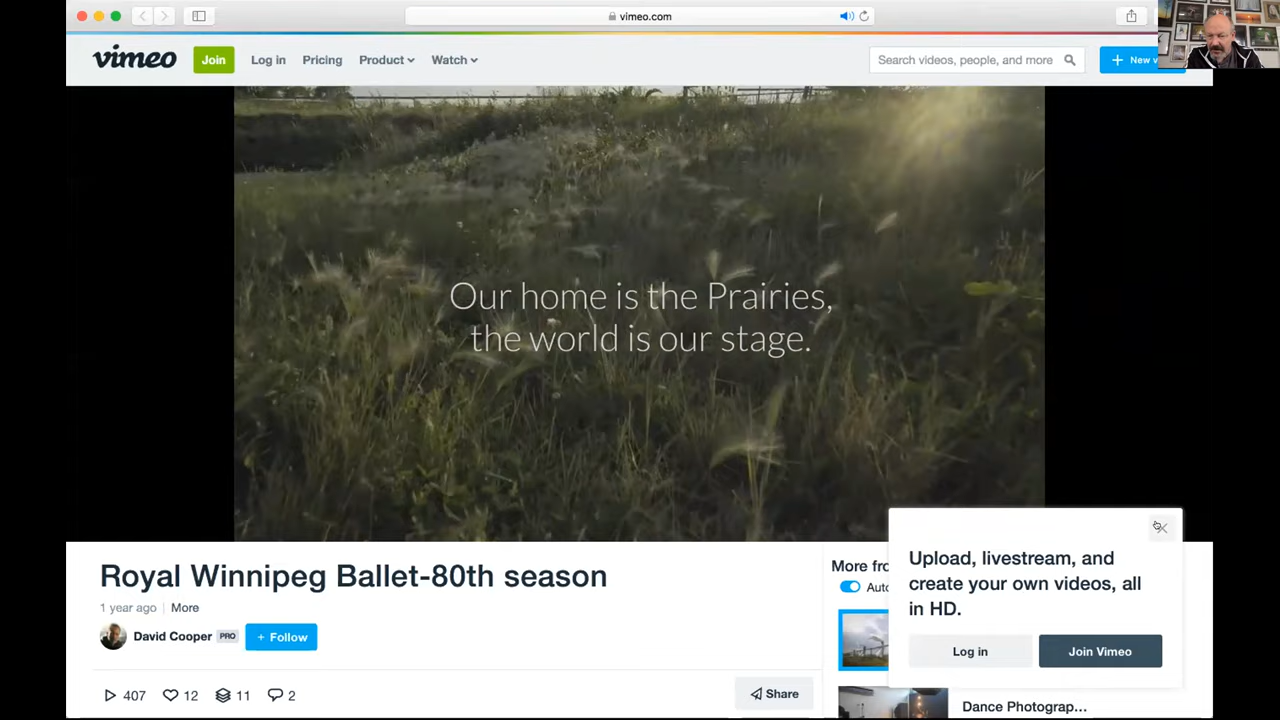 vimeo.com
vimeo Join Log in Pricing Product Watch Search videos, people, and more + New
Our home is the Prairies,
the world is our stage.
Royal Winnipeg Ballet-80th season
1 year ago | More
David Cooper PRO + Follow
407 12 11 2 Share
More
Dance Photograp...
Upload, livestream, and
create your own videos, all
in HD.
Log in Join Vimeo